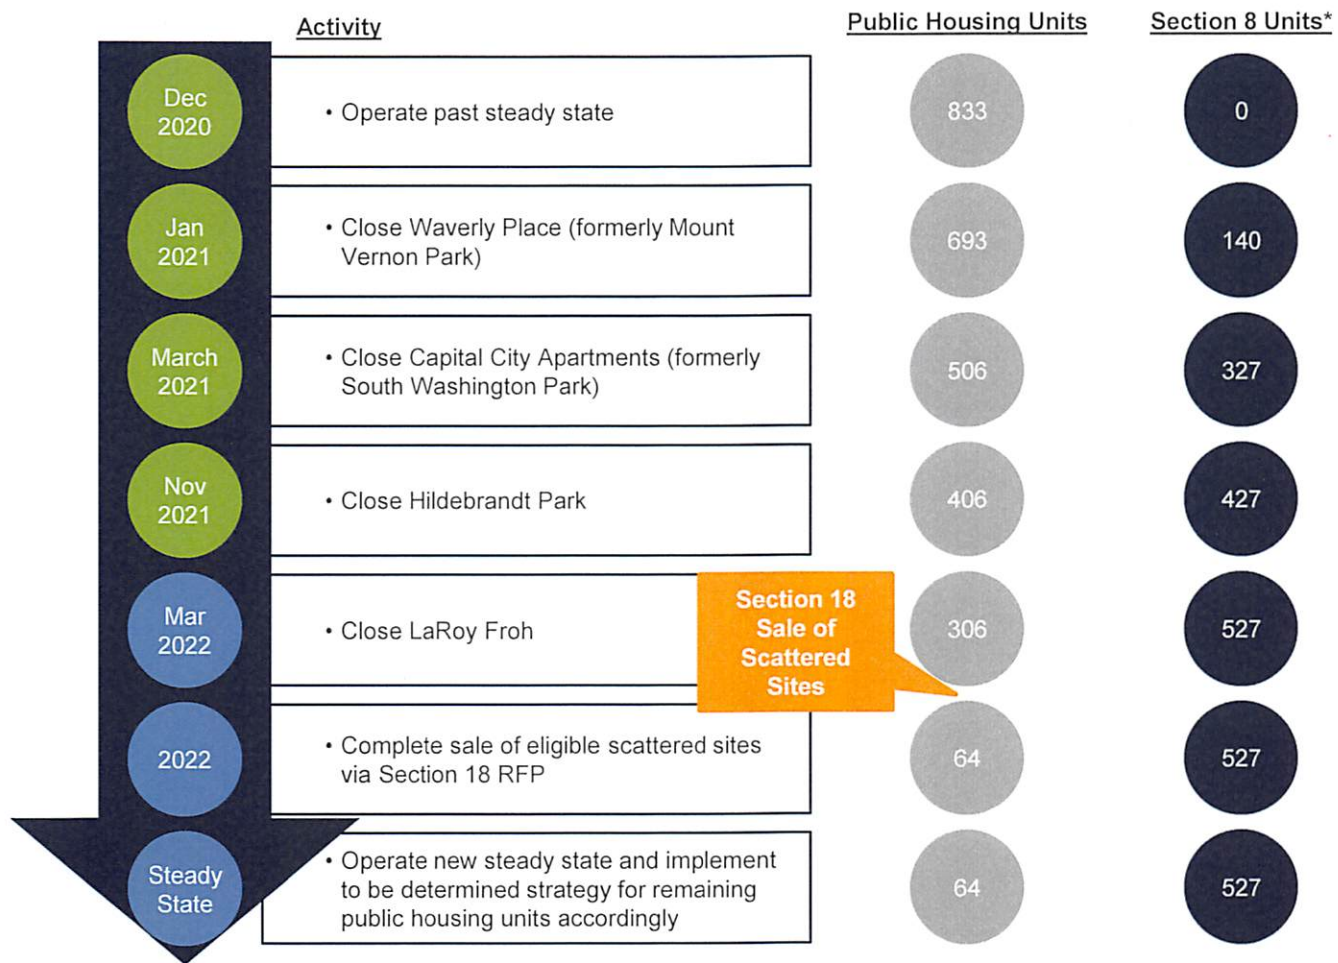 Activity
Public Housing Units
Section 8 Units*
Dec
2020
• Operate past steady state
833
0
Jan
2021
• Close Waverly Place (formerly Mount
Vernon Park)
693
140
March
2021
• Close Capital City Apartments (formerly
South Washington Park)
506
327
Nov
2021
• Close Hildebrandt Park
406
427
Mar
2022
• Close LaRoy Froh
Section 18
Sale of
Scattered
Sites
306
527
2022
• Complete sale of eligible scattered sites
via Section 18 RFP
64
527
Steady
State
• Operate new steady state and implement
to be determined strategy for remaining
public housing units accordingly
64
527